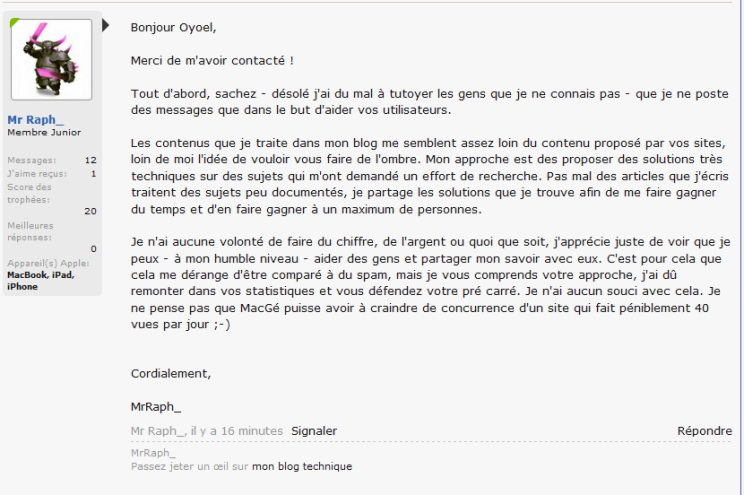 Bonjour Oyoel,
Merci de m'avoir contacté !
Tout d'abord, sachez - désolé j'ai du mal à tutoyer les gens que je ne connais pas - que je ne poste
des messages que dans le but d'aider vos utilisateurs.
Les contenus que je traite dans mon blog me semblent assez loin du contenu proposé par vos sites,
loin de moi l'idée de vouloir vous faire de l'ombre. Mon approche est des proposer des solutions très
techniques sur des sujets qui m'ont demandé un effort de recherche. Pas mal des articles que j'écris
traitent des sujets peu documentés, je partage les solutions que je trouve afin de me faire gagner
du temps et d'en faire gagner à un maximum de personnes.
Je n'ai aucune volonté de faire du chiffre, de l'argent ou quoi que soit, j'apprécie juste de voir que je
peux - à mon humble niveau - aider des gens et partager mon savoir avec eux. C'est pour cela que
cela me dérange d'être comparé à du spam, mais je vous comprends votre approche, j'ai dû
remonter dans vos statistiques et vous défendez votre pré carré. Je n'ai aucun souci avec cela. Je
ne pense pas que MacGé puisse avoir à craindre de concurrence d'un site qui fait péniblement 40
vues par jour ;-)
Cordialement,
MrRaph_
Mr Raph_, il y a 16 minutes Signaler Répondre
MrRaph_
Passez jeter un œil sur mon blog technique
Mr Raph_
Membre Junior
Messages: 12
J'aime reçus: 1
Score des
trophées:
20
Meilleures
réponses:
0
Appareil(s) Apple:
MacBook, iPad,
iPhone